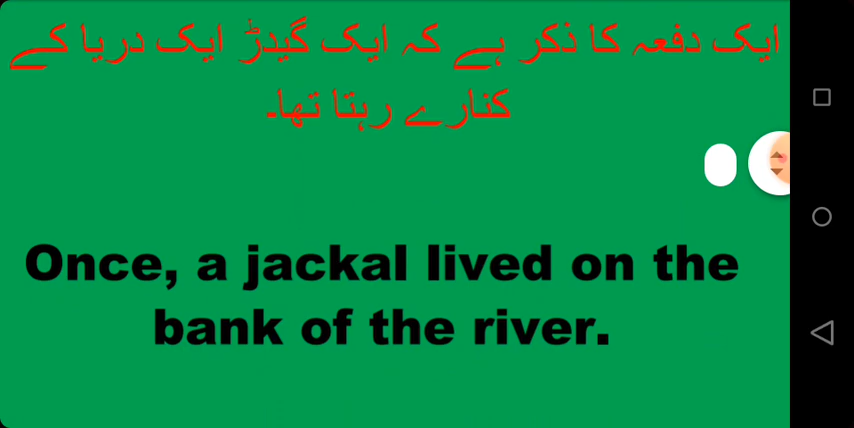 ایک دفعہ کا ذکر ہے کہ ایک گیدڑ ایک دریا کے
کنارے رہتا تھا۔
Once, a jackal lived on the
bank of the river.